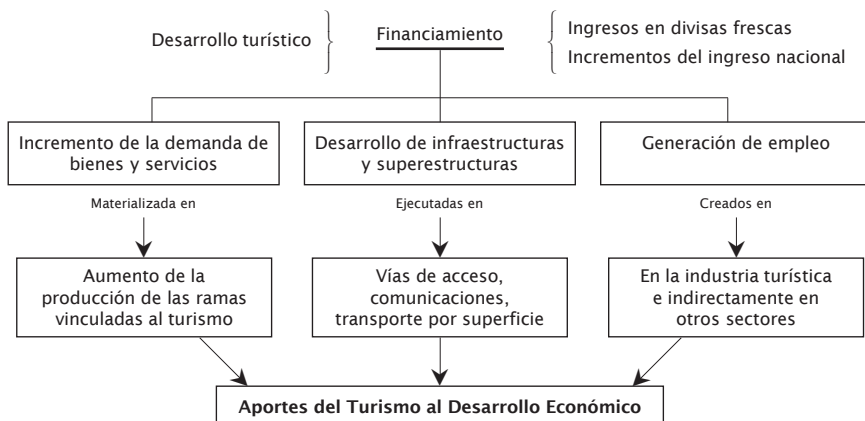 Desarrollo turístico
Financiamiento
Ingresos en divisas frescas
Incrementos del ingreso nacional
Incremento de la demanda de
bienes y servicios
Desarrollo de infraestructuras
y superestructuras
Generación de empleo
Materializada en
Ejecutadas en
Creados en
Aumento de la
producción de las ramas
vinculadas al turismo
Vías de acceso,
comunicaciones,
transporte por superficie
En la industria turística
e indirectamente en
otros sectores
Aportes del Turismo al Desarrollo Económico